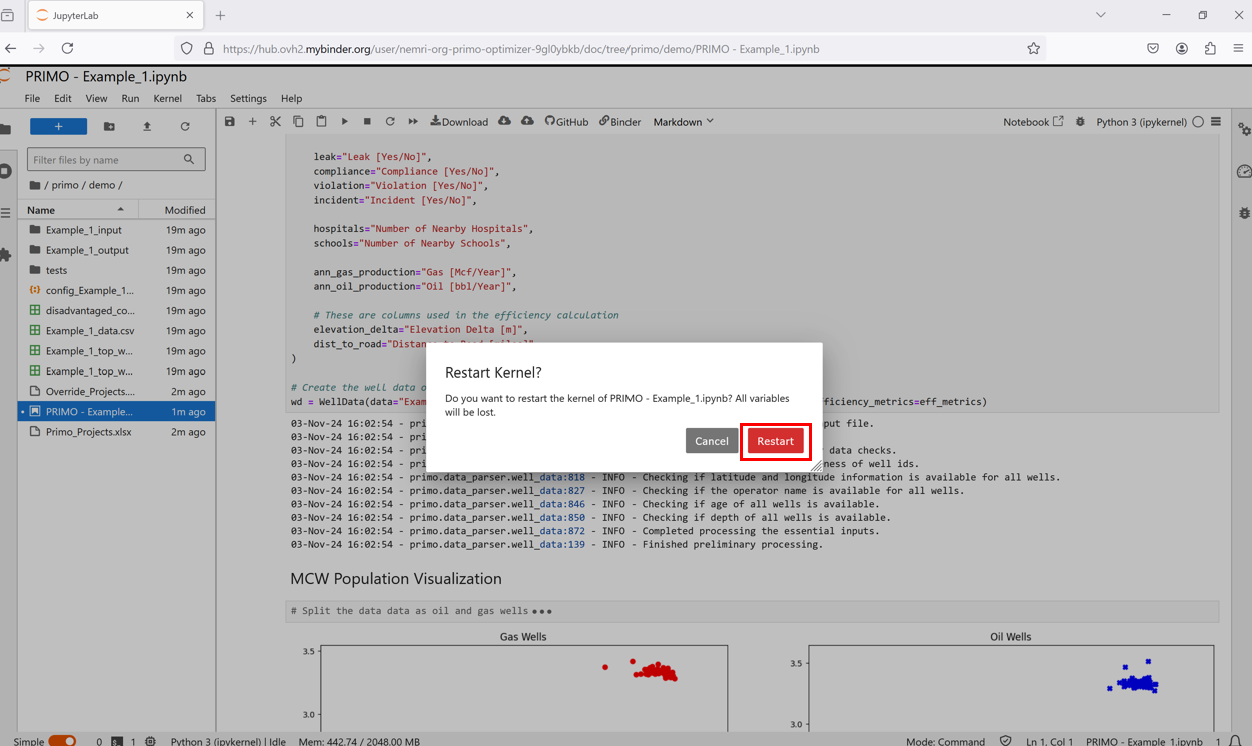 JupyterLab
https://hub.ovh2.mybinder.org/user/nemri-org-primo-optimizer-9gl0ybkb/doc/tree/primo/demo/PRIMO - Example_1.ipynb
PRIMO - Example_1.ipynb
File Edit View Run Kernel Tabs Settings Help
Download GitHub Binder Markdown Notebook Python 3 (ipykernel)
Filter files by name
/ primo / demo /
Name Modified
Example_1_input 19m ago
Example_1_output 19m ago
tests 19m ago
config_Example_1... 19m ago
disadvantaged_co... 19m ago
Example_1_data.csv 19m ago
Example_1_top_w... 19m ago
Example_1_top_w... 19m ago
Override_Projects.... 2m ago
PRIMO - Example... 1m ago
Primo_Projects.xlsx 2m ago
leak="Leak [Yes/No]",
compliance="Compliance [Yes/No]",
violation="Violation [Yes/No]",
incident="Incident [Yes/No]",
hospitals="Number of Nearby Hospitals",
schools="Number of Nearby Schools",
ann_gas_production="Gas [Mcf/Year]",
ann_oil_production="Oil [bbl/Year]",
# These are columns used in the efficiency calculation
elevation_delta="Elevation Delta [m]",
dist_to_road="Distance to Road [miles]"
)
# Create the well data o
wd = WellData(data="Exam ficiency_metrics=eff_metrics)
Restart Kernel?
Do you want to restart the kernel of PRIMO - Example_1.ipynb? All variables
will be lost.
Cancel Restart
03-Nov-24 16:02:54 - pri put file.
03-Nov-24 16:02:54 - pri
03-Nov-24 16:02:54 - pri data checks.
03-Nov-24 16:02:54 - pri ness of well ids.
03-Nov-24 16:02:54 - primo.data_parser.well_data:818 - INFO - Checking if latitude and longitude information is available for all wells.
03-Nov-24 16:02:54 - primo.data_parser.well_data:827 - INFO - Checking if the operator name is available for all wells.
03-Nov-24 16:02:54 - primo.data_parser.well_data:846 - INFO - Checking if age of all wells is available.
03-Nov-24 16:02:54 - primo.data_parser.well_data:850 - INFO - Checking if depth of all wells is available.
03-Nov-24 16:02:54 - primo.data_parser.well_data:872 - INFO - Completed processing the essential inputs.
03-Nov-24 16:02:54 - primo.data_parser.well_data:139 - INFO - Finished preliminary processing.
MCW Population Visualization
# Split the data data as oil and gas wells
Gas Wells Oil Wells
3.5 3.5
3.0 3.0
Simple 0 1 Python 3 (ipykernel) | Idle Mem: 442.74 / 2048.00 MB Mode: Command Ln 1, Col 1 PRIMO - Example_1.ipynb 1